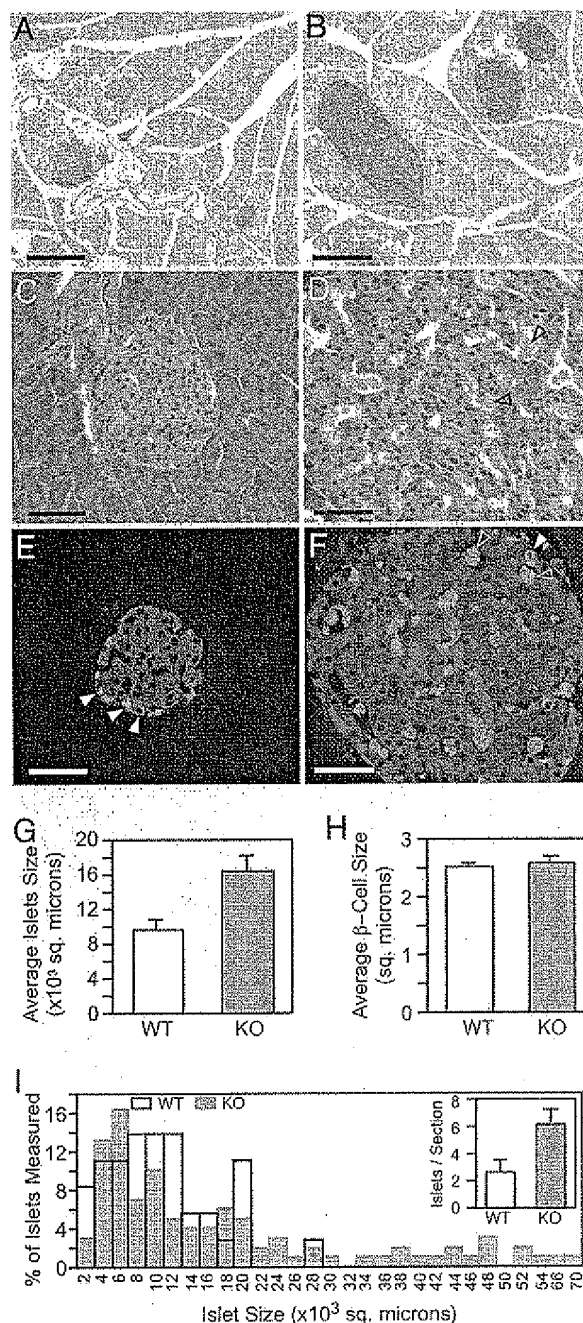 A
B
C
D
E
F
G
Average Islets Size
(x10³ sq. microns)
20
16
12
8
4
0
WT
KO
H
Average β-Cell Size
(sq. microns)
3
2
1
0
WT
KO
I
% of Islets Measured
16
12
8
4
0
WT
KO
2 4 6 8 10 12 14 16 18 20 22 24 26 28 30 32 34 36 38 40 42 44 46 48 50 52 54 66 70
Islet Size (x10³ sq. microns)
Islets / Section
8
6
4
2
0
WT
KO